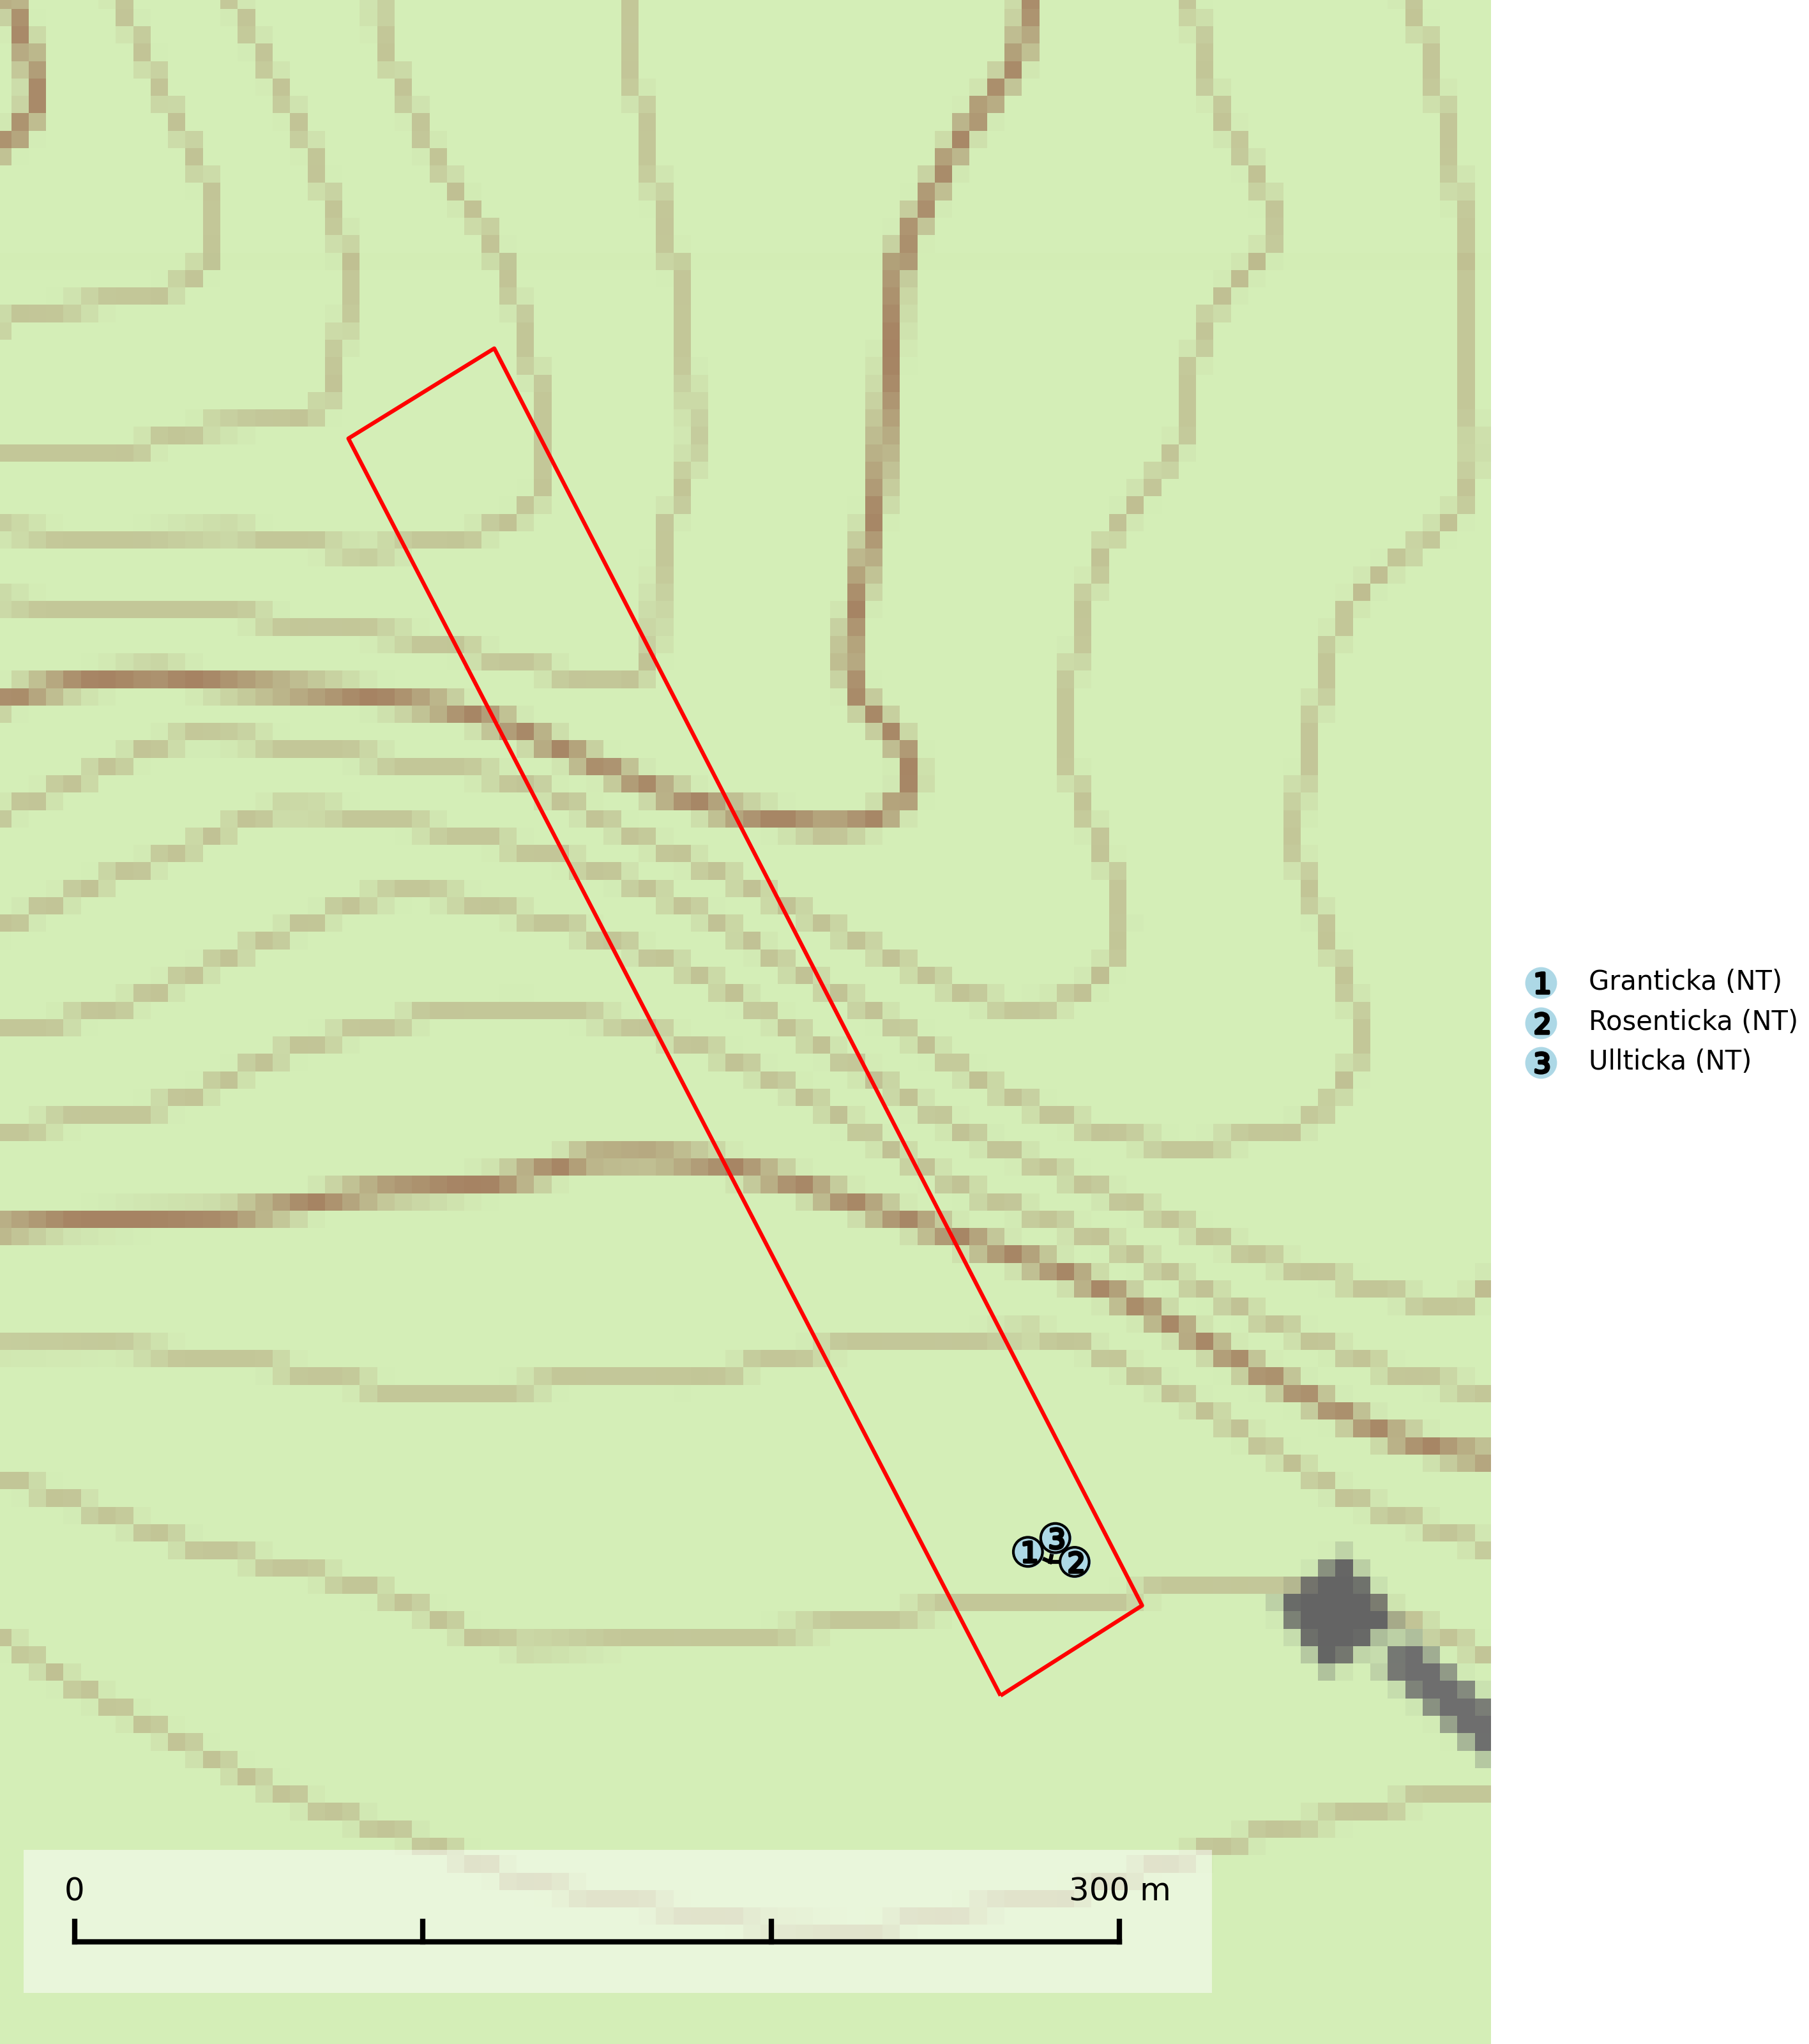 1 Granticka (NT)
2 Rosenticka (NT)
3 Ullticka (NT)
3
1
2
0 300 m